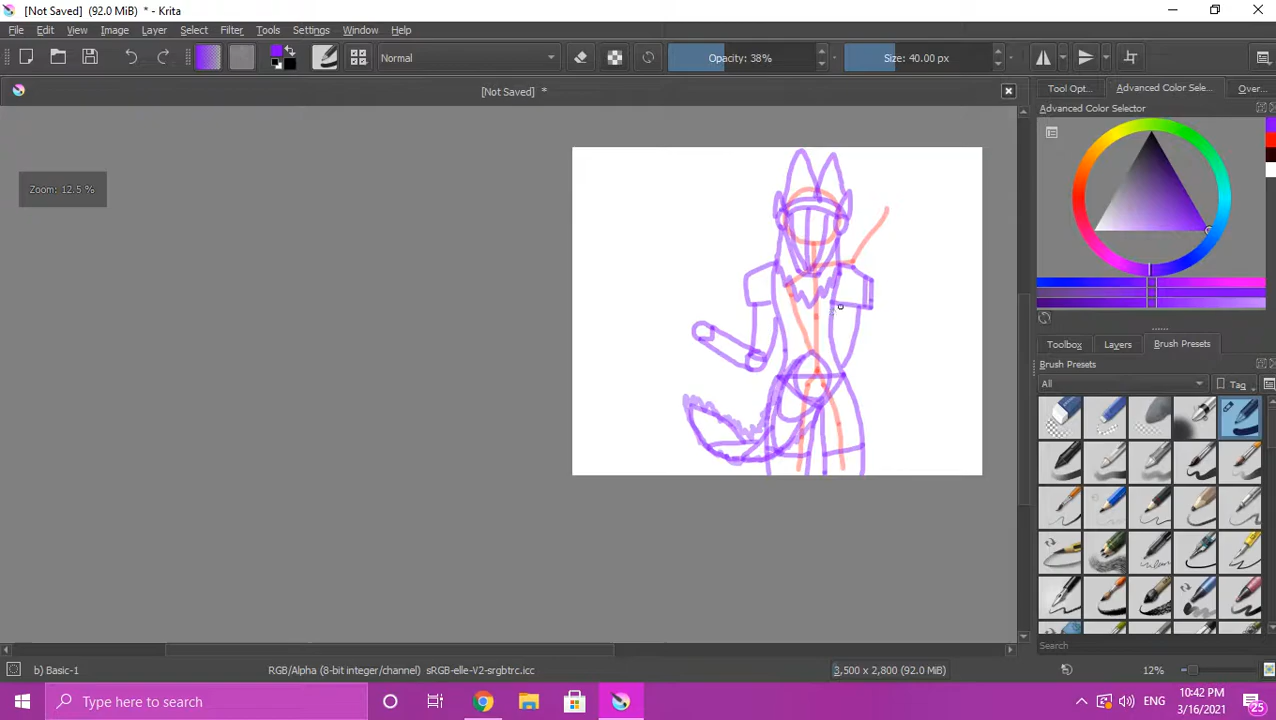 [Not Saved] (92.0 MiB) * - Krita
File Edit View Image Layer Select Filter Tools Settings Window Help
Normal Opacity: 38% Size: 40.00 px
[Not Saved] *
Tool Opt... Advanced Color Sele... Over...
Advanced Color Selector
Zoom: 12.5 %
Toolbox Layers Brush Presets
Brush Presets
All Tag
Search
b) Basic-1 RGB/Alpha (8-bit integer/channel) sRGB-elle-V2-srgbtrc.icc 3,500 x 2,800 (92.0 MiB) 12%
Type here to search
ENG
10:42 PM
3/16/2021
25